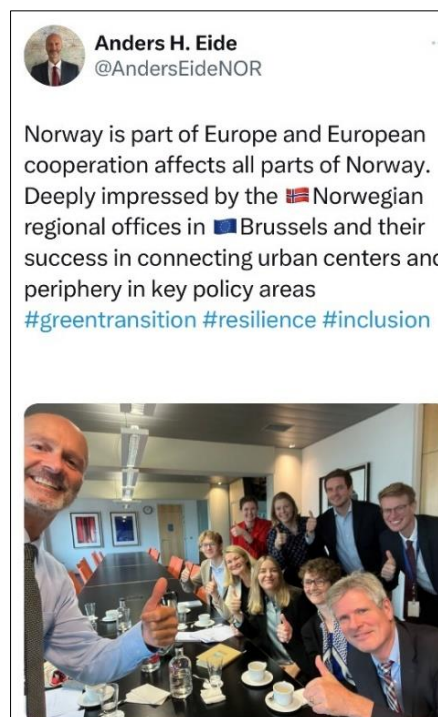 Anders H. Eide
@AndersEideNOR
Norway is part of Europe and European
cooperation affects all parts of Norway.
Deeply impressed by the 🇳🇴 Norwegian
regional offices in 🇪🇺 Brussels and their
success in connecting urban centers and
periphery in key policy areas
#greentransition #resilience #inclusion